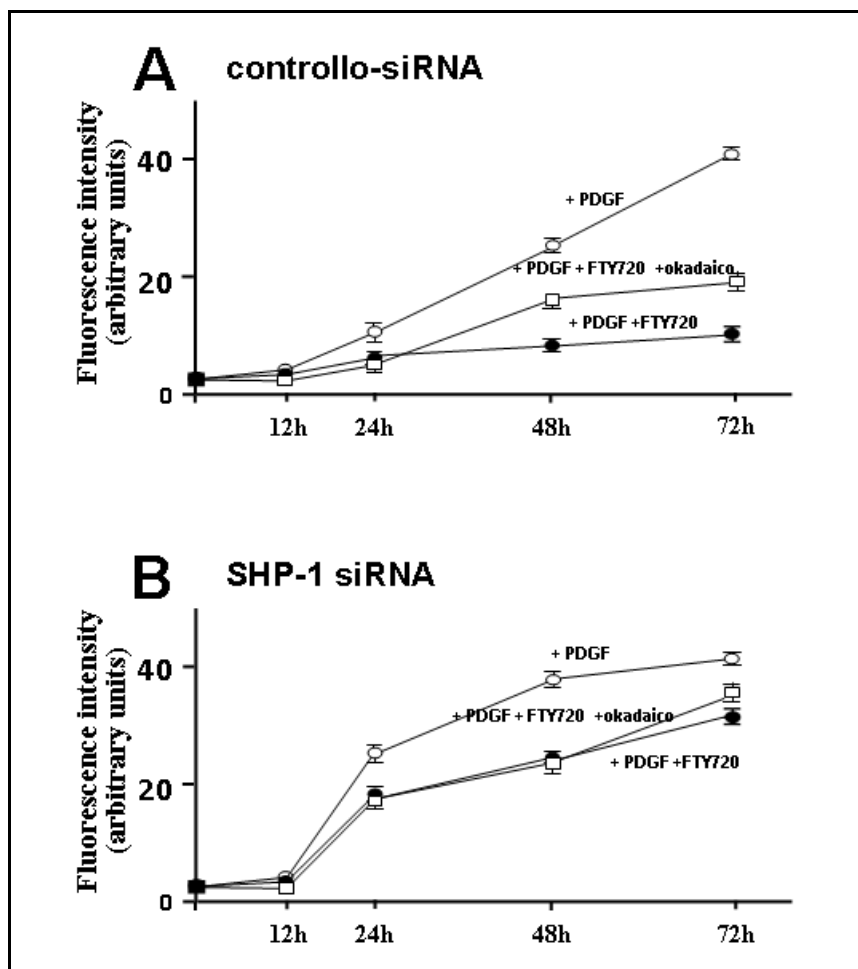 A controllo-siRNA
Fluorescence intensity
(arbitrary units)
40
20
0
+ PDGF
+ PDGF + FTY720 +okadaico
+ PDGF +FTY720
12h 24h 48h 72h
B SHP-1 siRNA
Fluorescence intensity
(arbitrary units)
40
20
0
+ PDGF
+ PDGF + FTY720 +okadaico
+ PDGF +FTY720
12h 24h 48h 72h